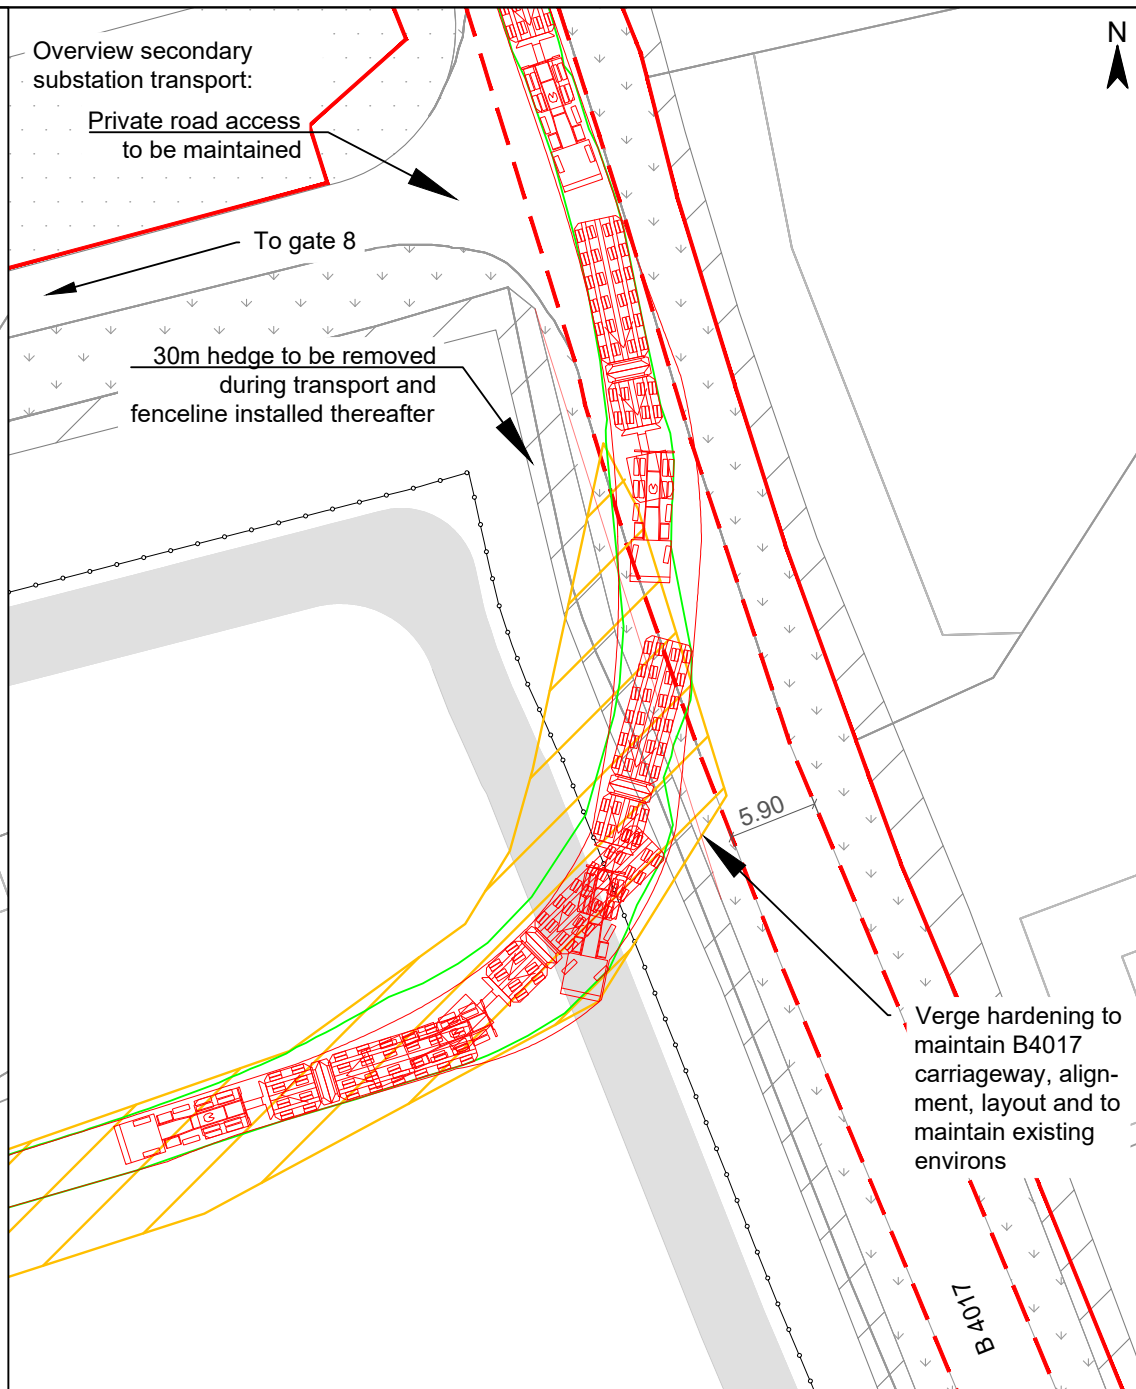 Overview secondary
substation transport:
Private road access
to be maintained
N
To gate 8
30m hedge to be removed
during transport and
fenceline installed thereafter
5.90
Verge hardening to
maintain B4017
carriageway, align-
ment, layout and to
maintain existing
environs
B 4017